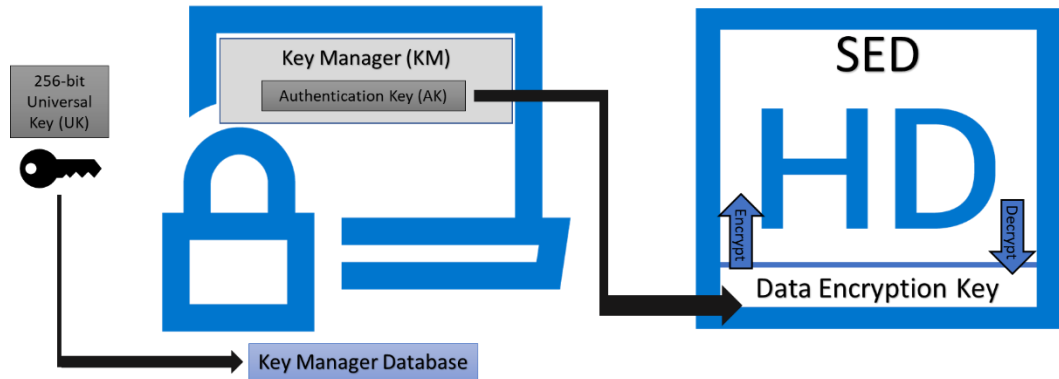 256-bit
Universal
Key (UK)
Key Manager (KM)
Authentication Key (AK)
SED
HD
Encrypt
Decrypt
Data Encryption Key
Key Manager Database